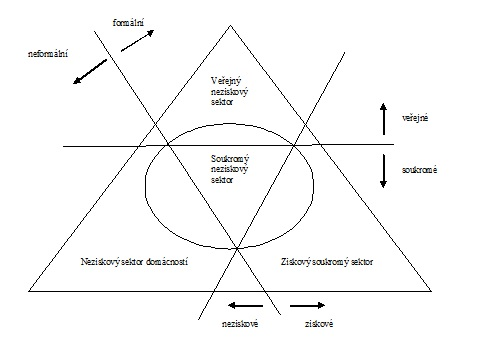 formální
neformální
Veřejný
neziskový
sektor
veřejné
Soukromý
neziskový
sektor
soukromé
Neziskový sektor domácností
Ziskový soukromý sektor
neziskové
ziskové